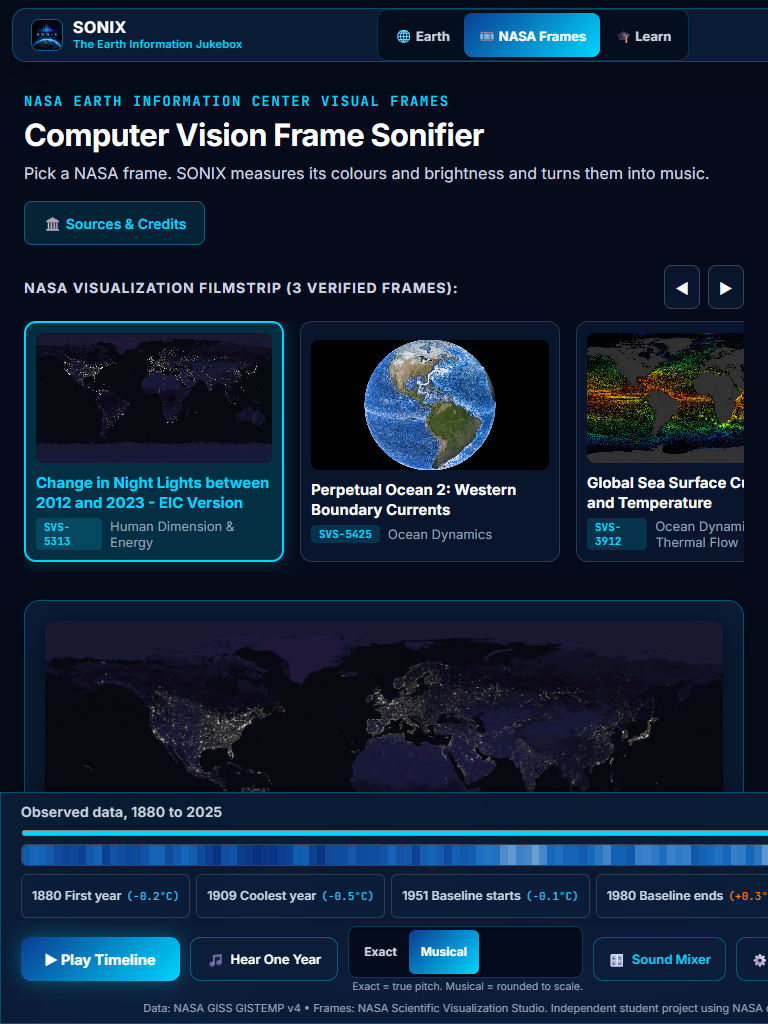 SONIX
The Earth Information Jukebox
Earth
NASA Frames
Learn
NASA EARTH INFORMATION CENTER VISUAL FRAMES
Computer Vision Frame Sonifier
Pick a NASA frame. SONIX measures its colours and brightness and turns them into music.
Sources & Credits
NASA VISUALIZATION FILMSTRIP (3 VERIFIED FRAMES):
Change in Night Lights between
2012 and 2023 - EIC Version
SVS-
5313
Human Dimension &
Energy
Perpetual Ocean 2: Western
Boundary Currents
SVS-5425
Ocean Dynamics
Global Sea Surface Cu
and Temperature
SVS-
3912
Ocean Dynami
Thermal Flow
Observed data, 1880 to 2025
1880 First year (-0.2°C)
1909 Coolest year (-0.5°C)
1951 Baseline starts (-0.1°C)
1980 Baseline ends (+0.3°
Play Timeline
Hear One Year
Exact
Musical
Exact = true pitch. Musical = rounded to scale.
Sound Mixer
Data: NASA GISS GISTEMP v4 • Frames: NASA Scientific Visualization Studio. Independent student project using NASA